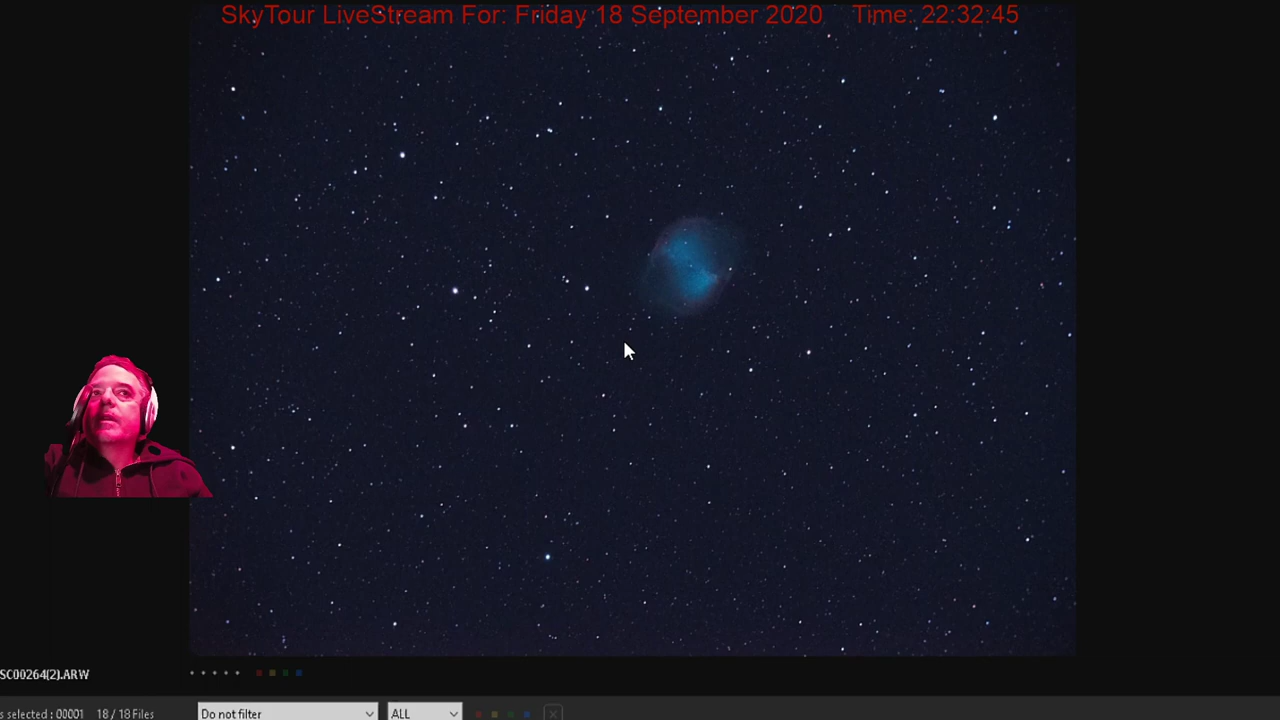 SkyTour LiveStream For: Friday 18 September 2020 Time: 22:32:45
SC00264(2).ARW
s selected : 00001 18 / 18 Files Do not filter ALL